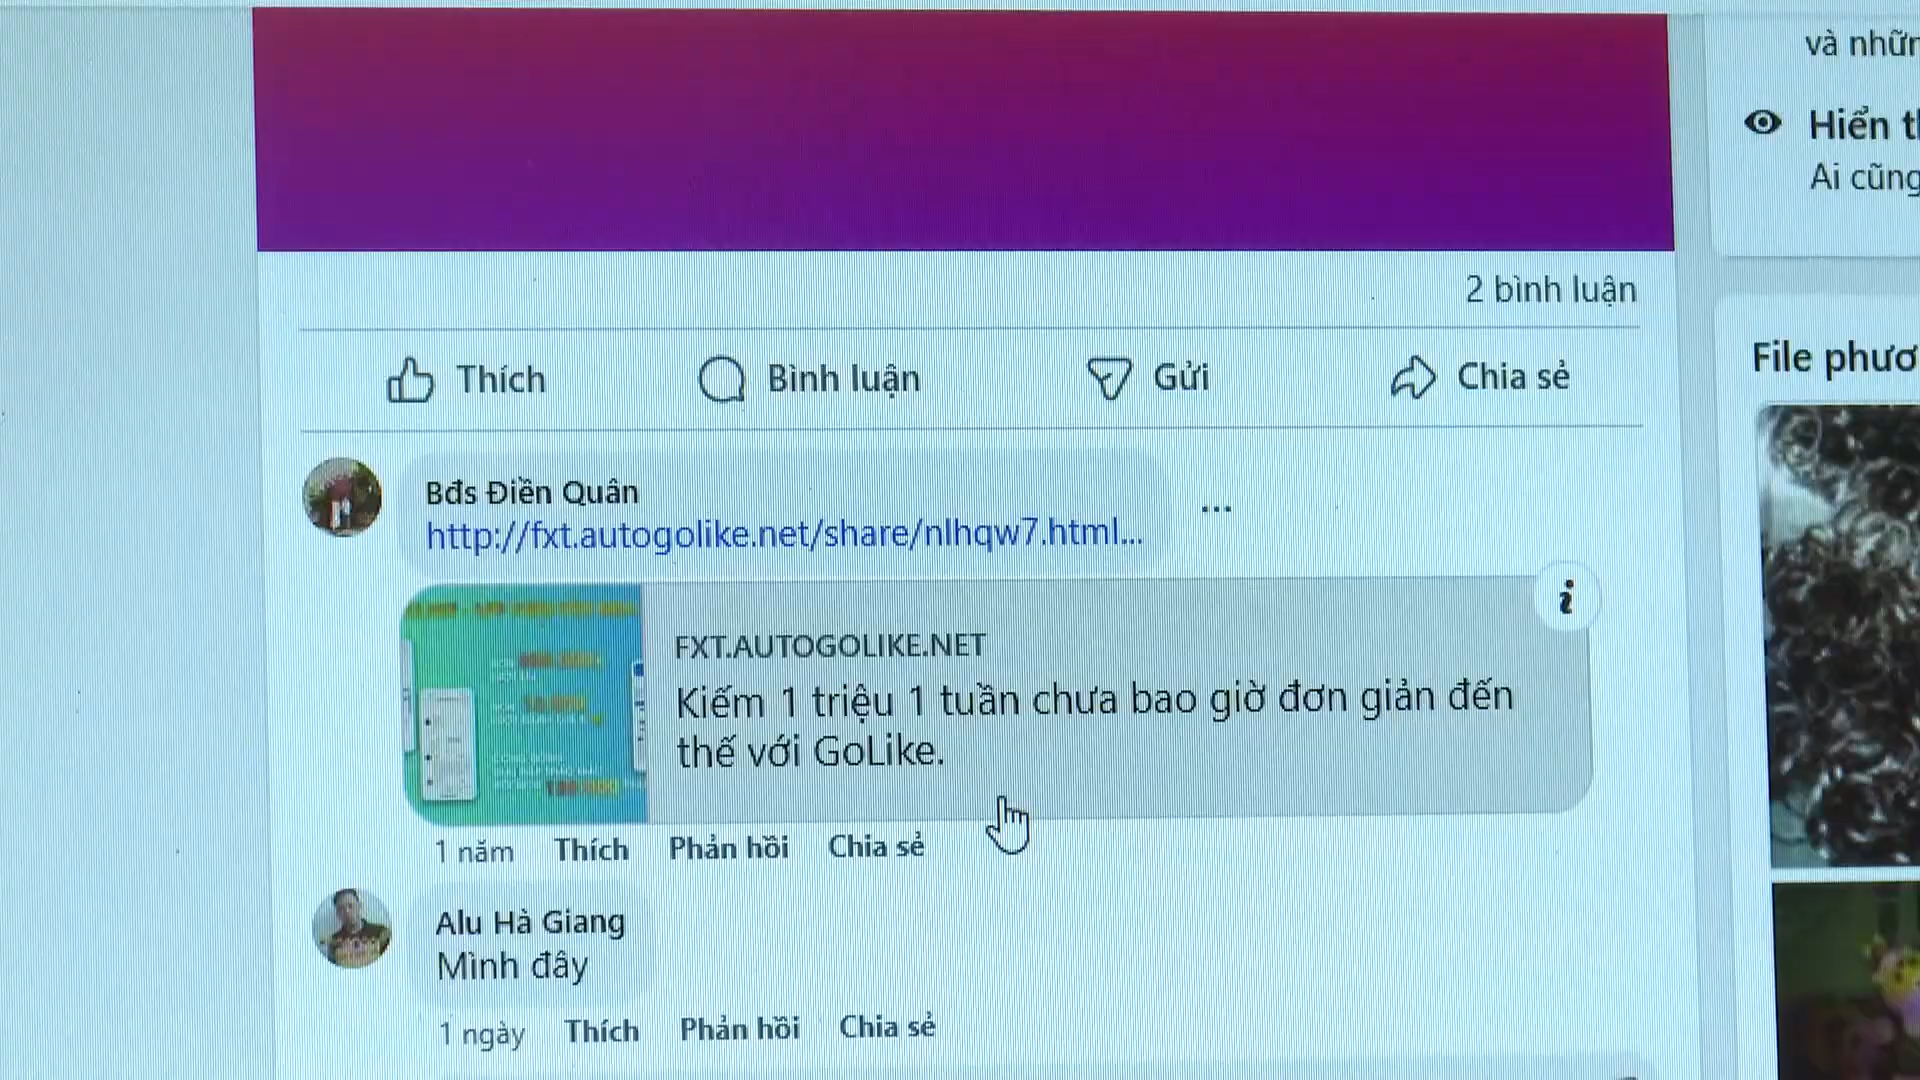 và nhữn
Hiển th
Ai cũng
2 bình luận
Thích
Bình luận
Gửi
Chia sẻ
File phươ
Bđs Điền Quân
http://fxt.autogolike.net/share/nlhqw7.html...
FXT.AUTOGOLIKE.NET
Kiếm 1 triệu 1 tuần chưa bao giờ đơn giản đến
thế với GoLike.
1 năm
Thích
Phản hồi
Chia sẻ
Alu Hà Giang
Mình đây
1 ngày
Thích
Phản hồi
Chia sẻ